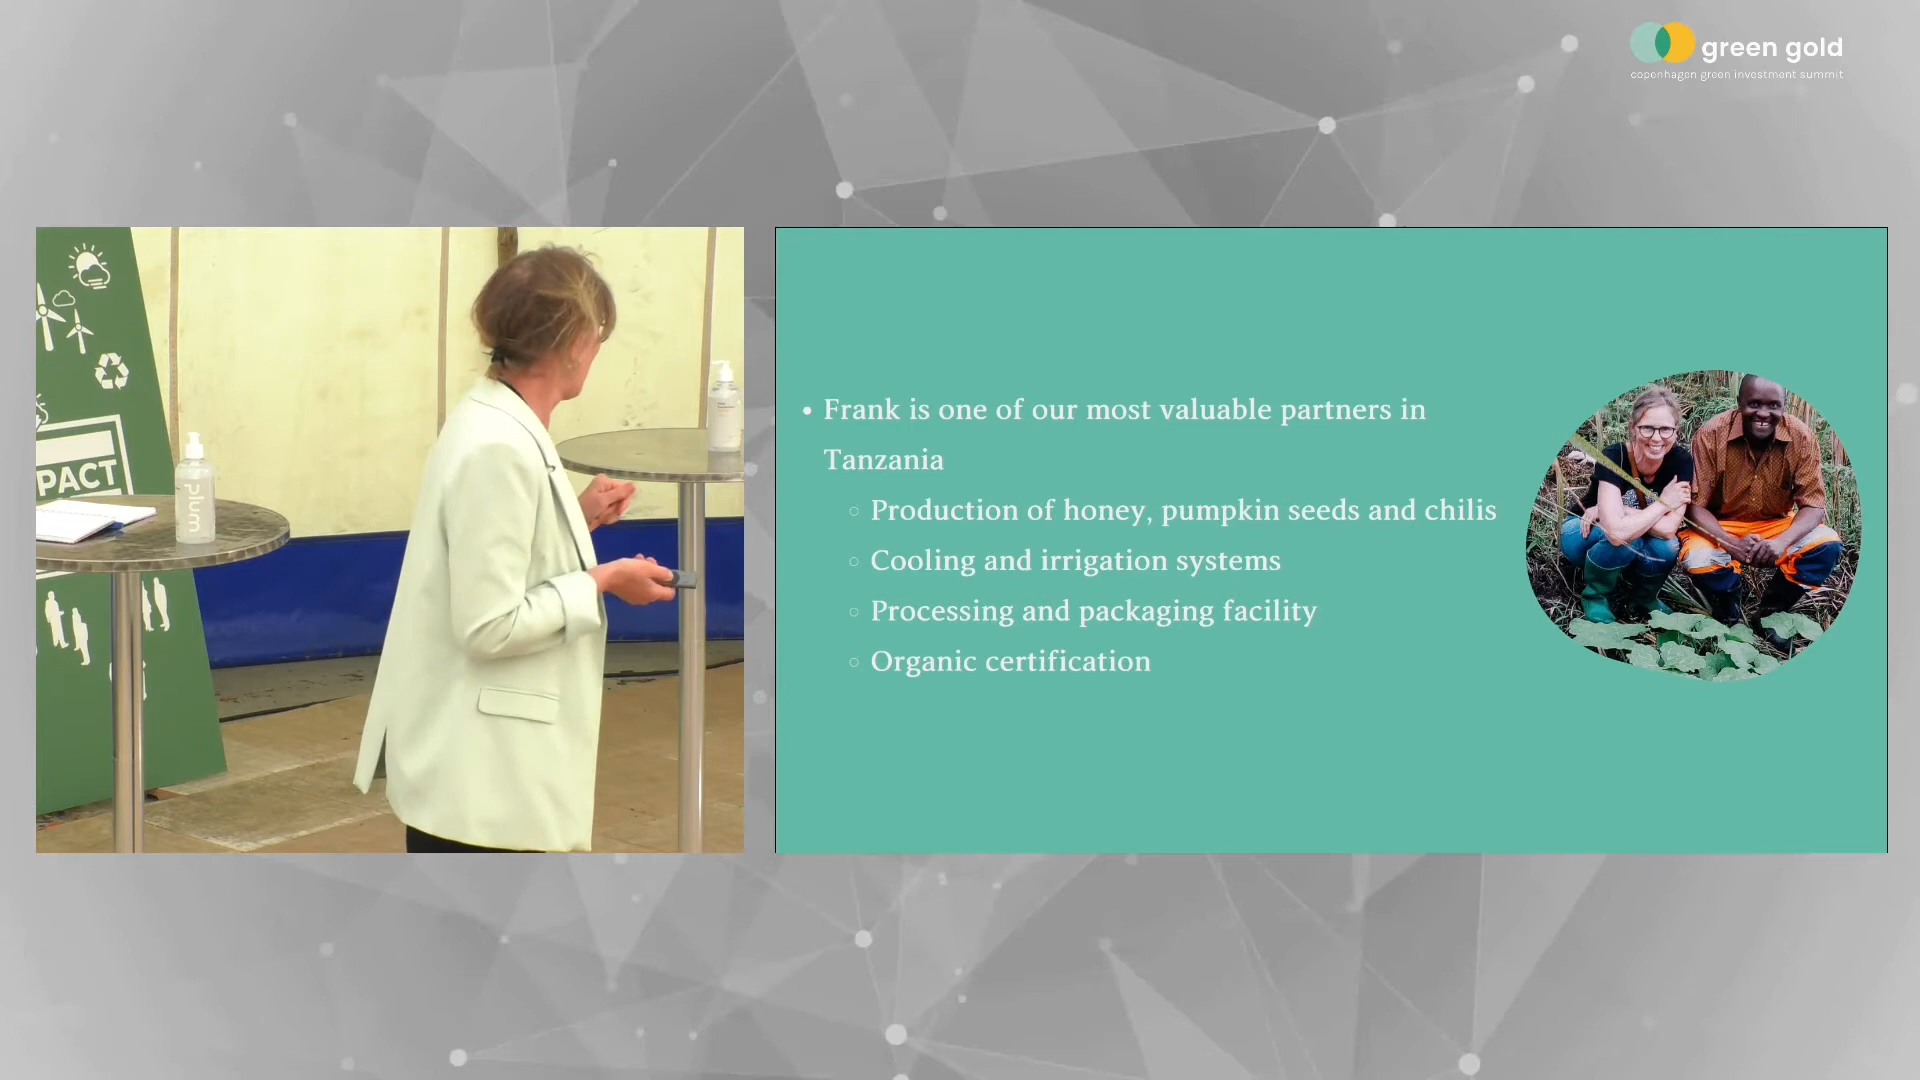 green gold
copenhagen green investment summit
PACT
plum
• Frank is one of our most valuable partners in
Tanzania
○ Production of honey, pumpkin seeds and chilis
○ Cooling and irrigation systems
○ Processing and packaging facility
○ Organic certification